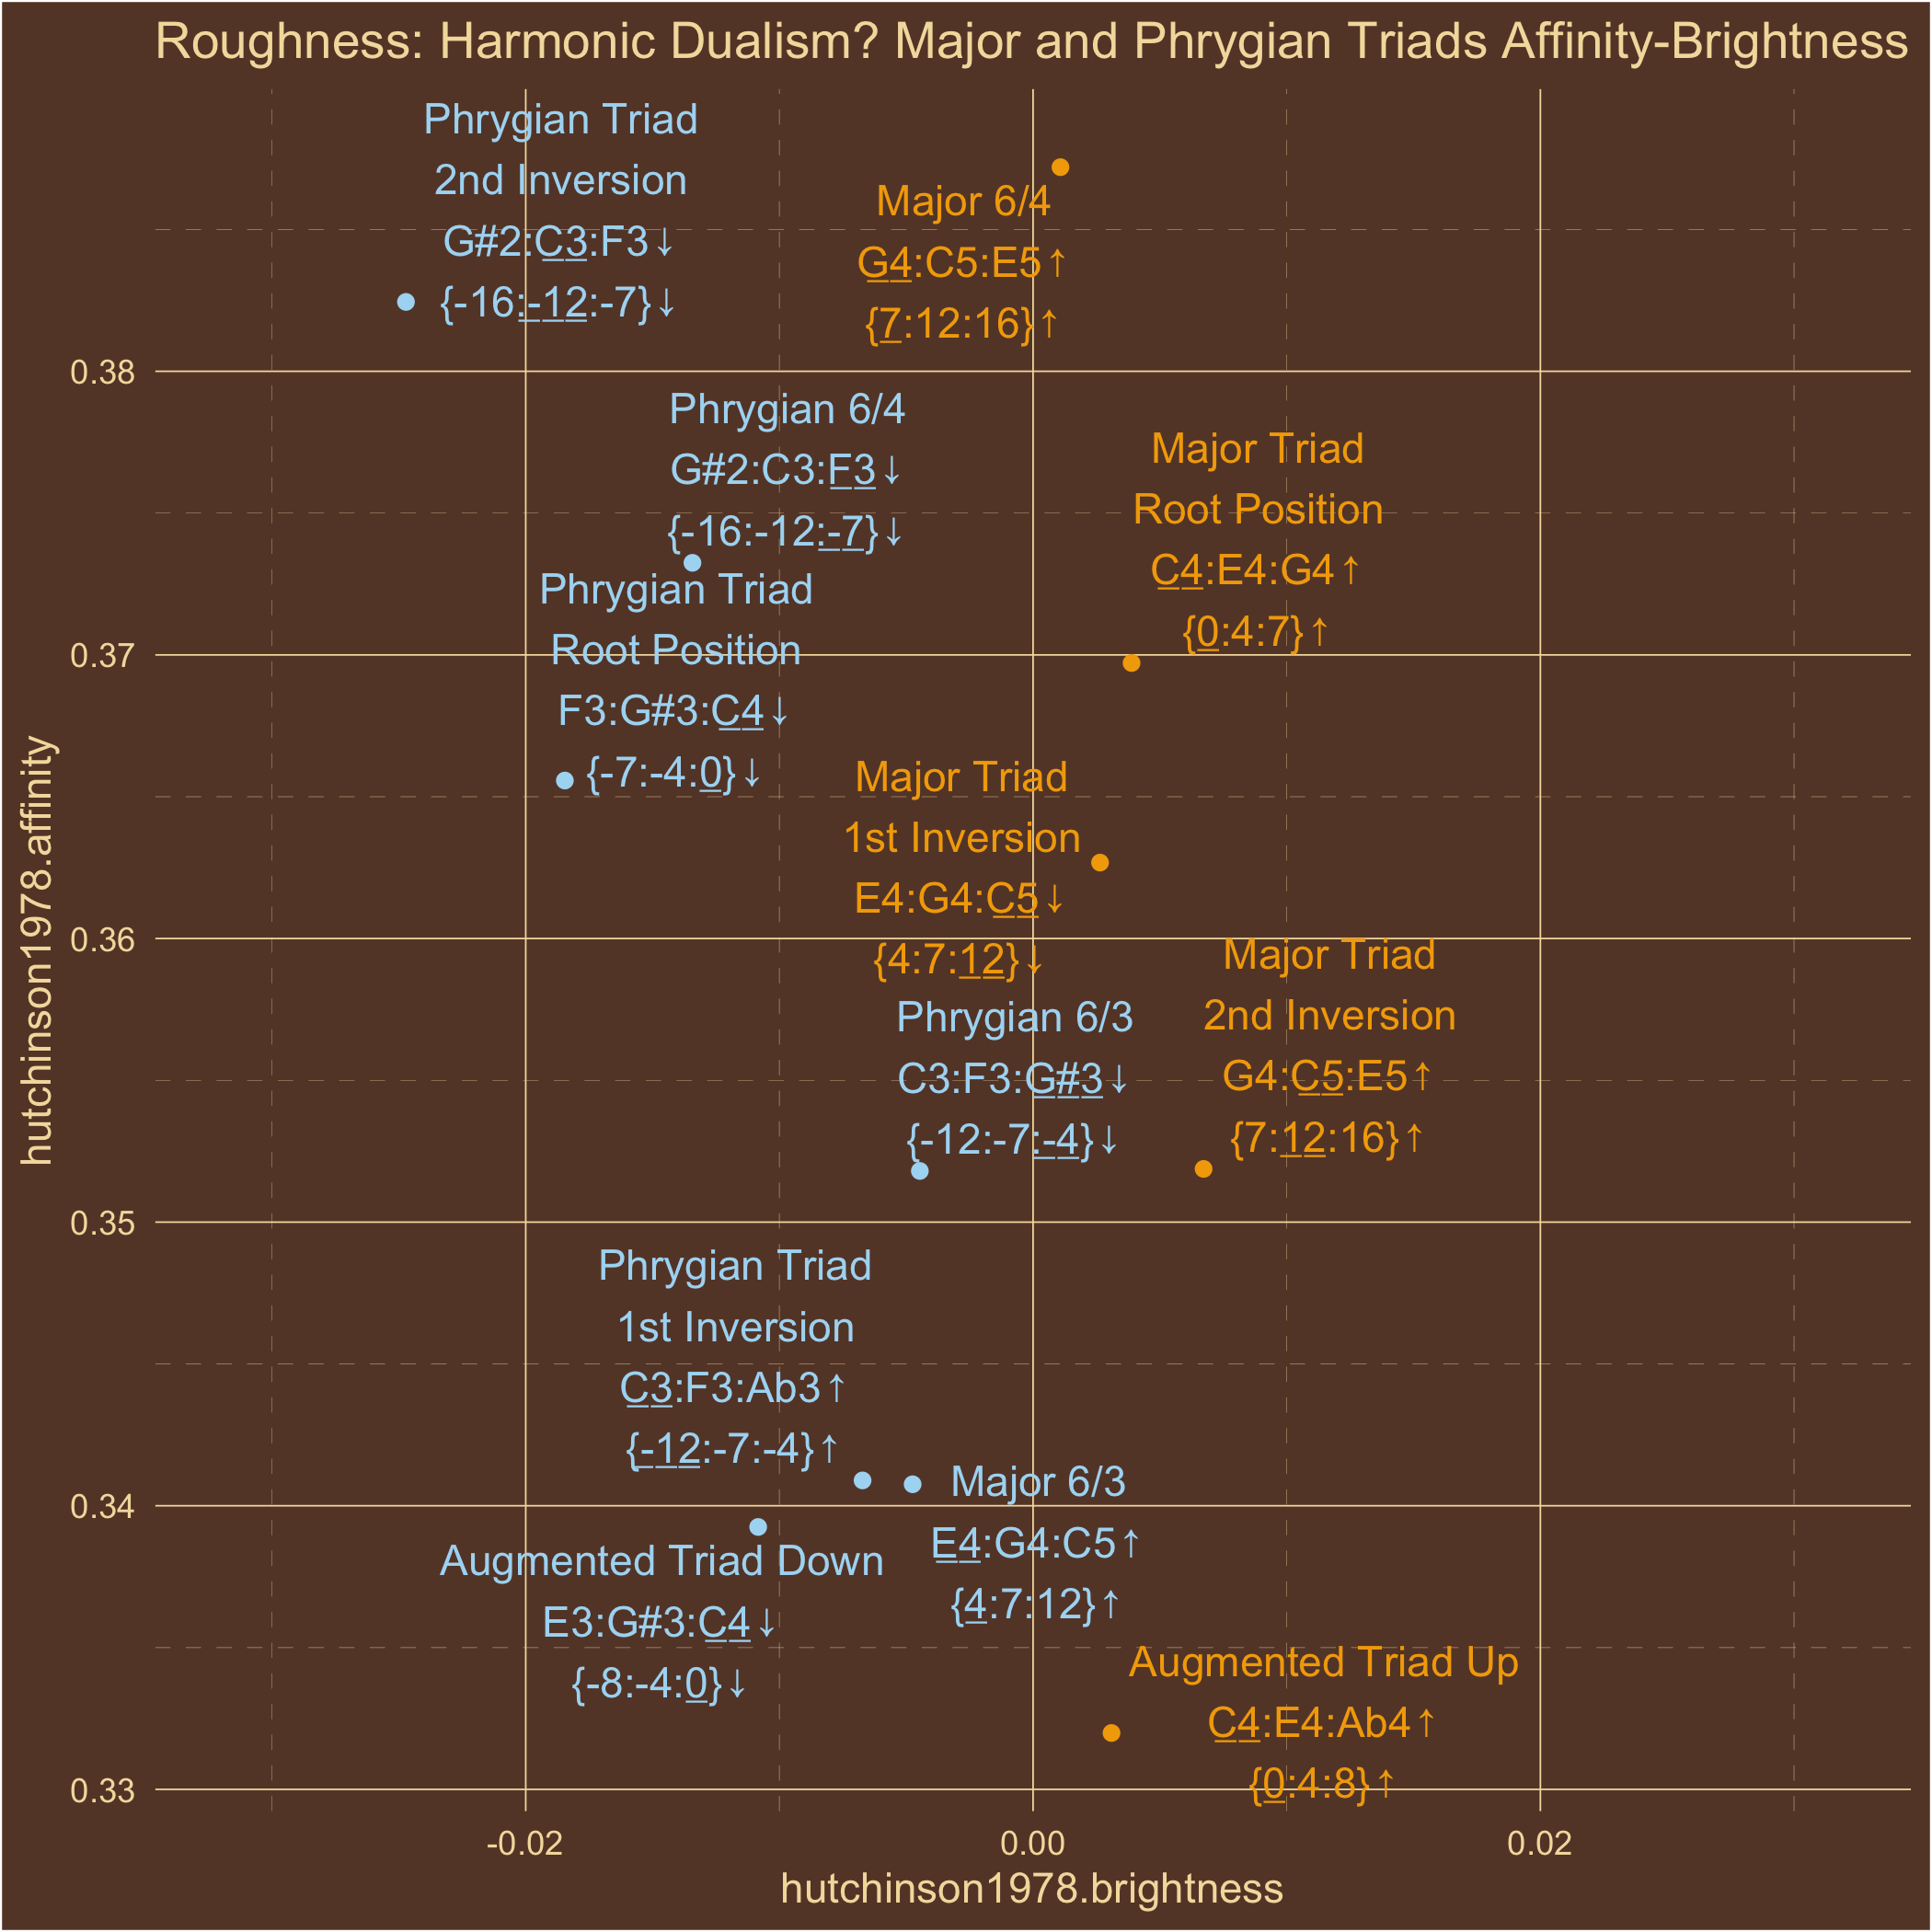 Roughness: Harmonic Dualism? Major and Phrygian Triads Affinity-Brightness
Phrygian Triad
2nd Inversion
G#2:C3:F3↓
{-16:-12:-7}↓
Major 6/4
G4:C5:E5↑
{7:12:16}↑
0.38
Phrygian 6/4
G#2:C3:F3↓
{-16:-12:-7}↓
Major Triad
Root Position
C4:E4:G4↑
{0:4:7}↑
Phrygian Triad
Root Position
F3:G#3:C4↓
{-7:-4:0}↓
0.37
Major Triad
1st Inversion
E4:G4:C5↓
{4:7:12}↓
0.36
Major Triad
2nd Inversion
G4:C5:E5↑
{7:12:16}↑
Phrygian 6/3
C3:F3:G#3↓
{-12:-7:-4}↓
0.35
Phrygian Triad
1st Inversion
C3:F3:Ab3↑
{-12:-7:-4}↑
0.34
Major 6/3
E4:G4:C5↑
{4:7:12}↑
Augmented Triad Down
E3:G#3:C4↓
{-8:-4:0}↓
Augmented Triad Up
C4:E4:Ab4↑
{0:4:8}↑
0.33
hutchinson1978.affinity
-0.02
0.00
0.02
hutchinson1978.brightness